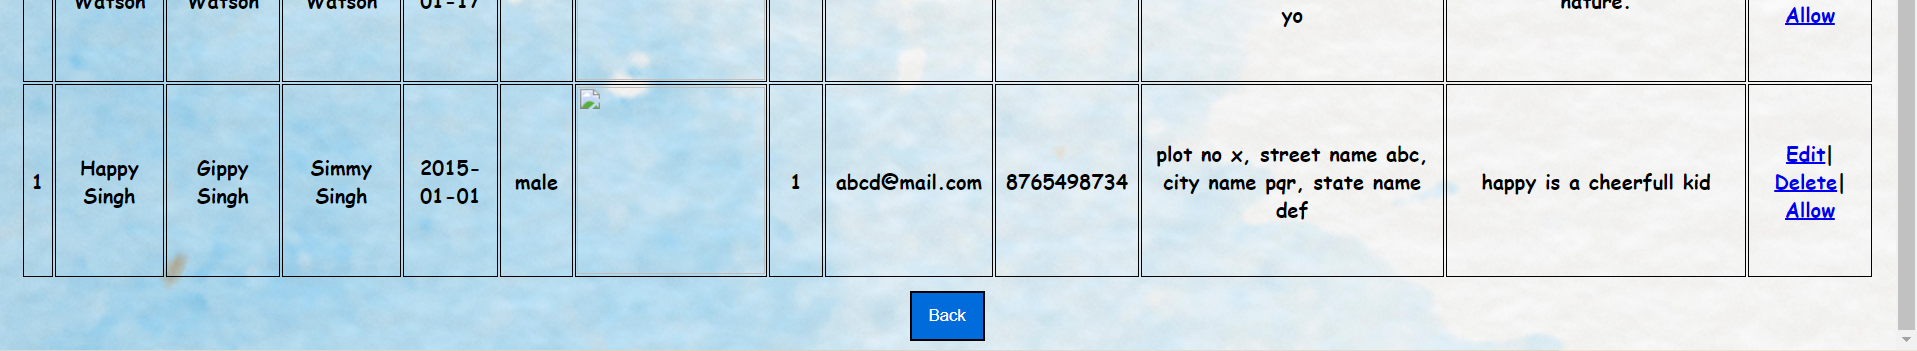 Watson Watson Watson 01-17
yo
nature.
Allow
1
Happy
Singh
Gippy
Singh
Simmy
Singh
2015-
01-01
male
1
abcd@mail.com
8765498734
plot no x, street name abc,
city name pqr, state name
def
happy is a cheerfull kid
Edit|
Delete|
Allow
Back